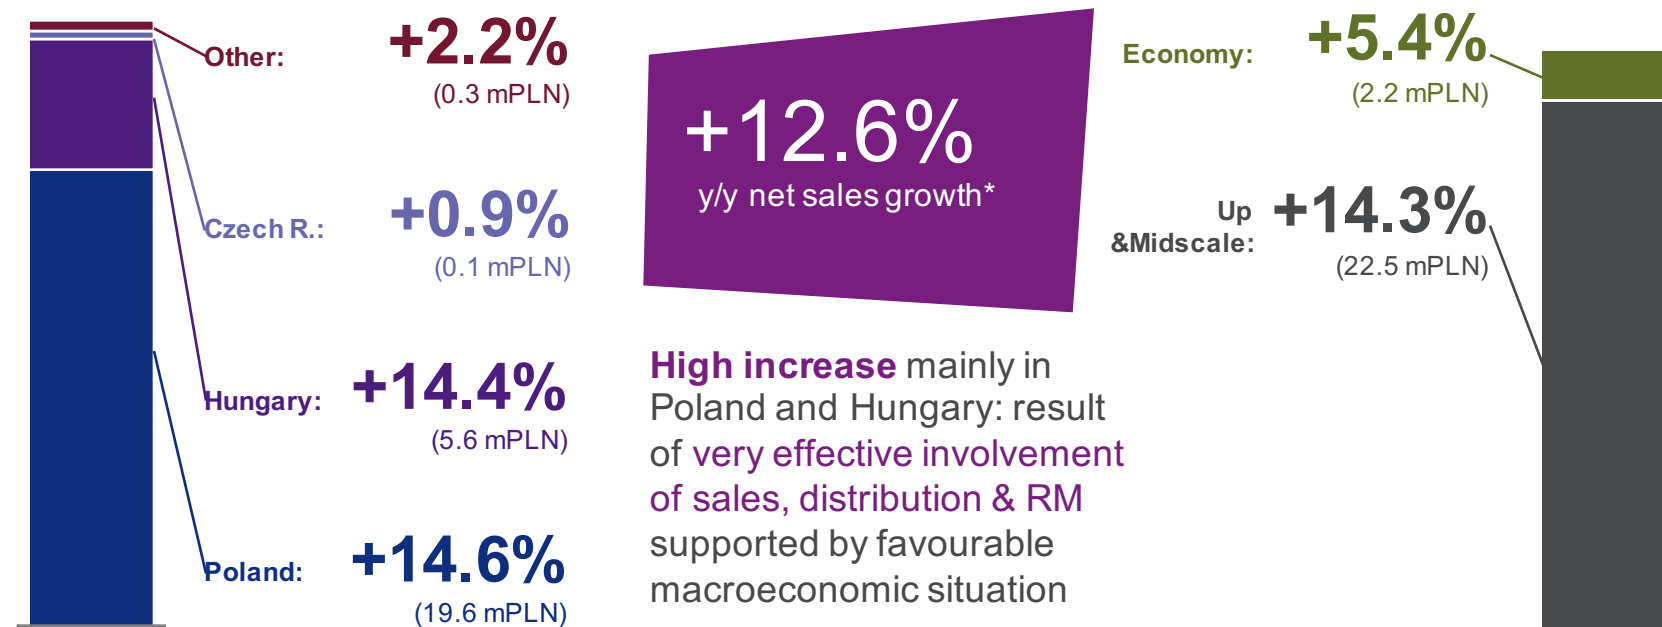 Other:
+2.2%
(0.3 mPLN)
Czech R.:
+0.9%
(0.1 mPLN)
Hungary:
+14.4%
(5.6 mPLN)
Poland:
+14.6%
(19.6 mPLN)
+12.6%
y/y net sales growth*
High increase mainly in
Poland and Hungary: result
of very effective involvement
of sales, distribution & RM
supported by favourable
macroeconomic situation
Economy:
+5.4%
(2.2 mPLN)
Up
&Midscale:
+14.3%
(22.5 mPLN)